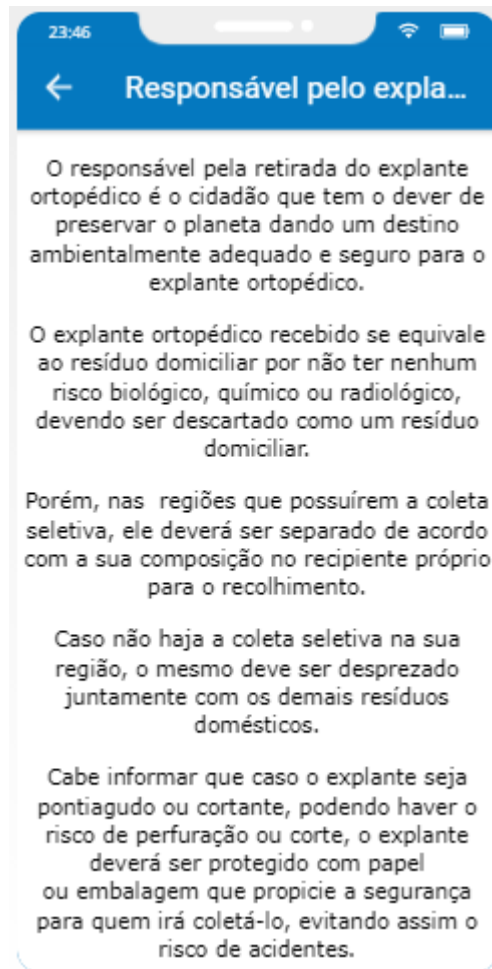 23:46
Responsável pelo expla...
O responsável pela retirada do explante
ortopédico é o cidadão que tem o dever de
preservar o planeta dando um destino
ambientalmente adequado e seguro para o
explante ortopédico.
O explante ortopédico recebido se equivale
ao resíduo domiciliar por não ter nenhum
risco biológico, químico ou radiológico,
devendo ser descartado como um resíduo
domiciliar.
Porém, nas  regiões que possuírem a coleta
seletiva, ele deverá ser separado de acordo
com a sua composição no recipiente próprio
para o recolhimento.
Caso não haja a coleta seletiva na sua
região, o mesmo deve ser desprezado
juntamente com os demais resíduos
domésticos.
Cabe informar que caso o explante seja
pontiagudo ou cortante, podendo haver o
risco de perfuração ou corte, o explante
deverá ser protegido com papel
ou embalagem que propicie a segurança
para quem irá coletá-lo, evitando assim o
risco de acidentes.